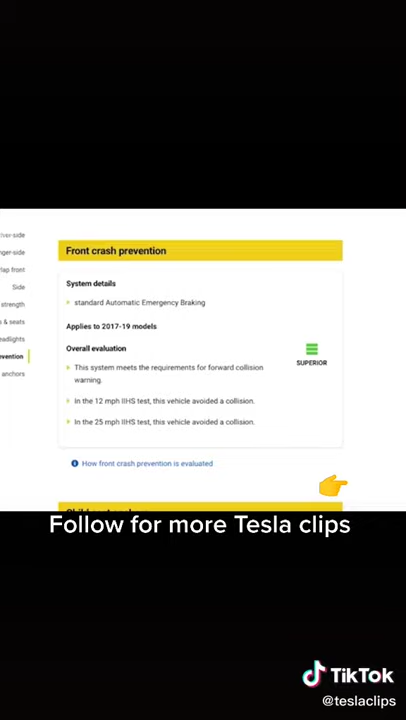 iver-side
nger-side
lap front
Side
strength
s & seats
eadlights
evention
anchors
Front crash prevention
System details
standard Automatic Emergency Braking
Applies to 2017-19 models
Overall evaluation
This system meets the requirements for forward collision
warning.
SUPERIOR
In the 12 mph IIHS test, this vehicle avoided a collision.
In the 25 mph IIHS test, this vehicle avoided a collision.
How front crash prevention is evaluated
Follow for more Tesla clips
TikTok
@teslaclips